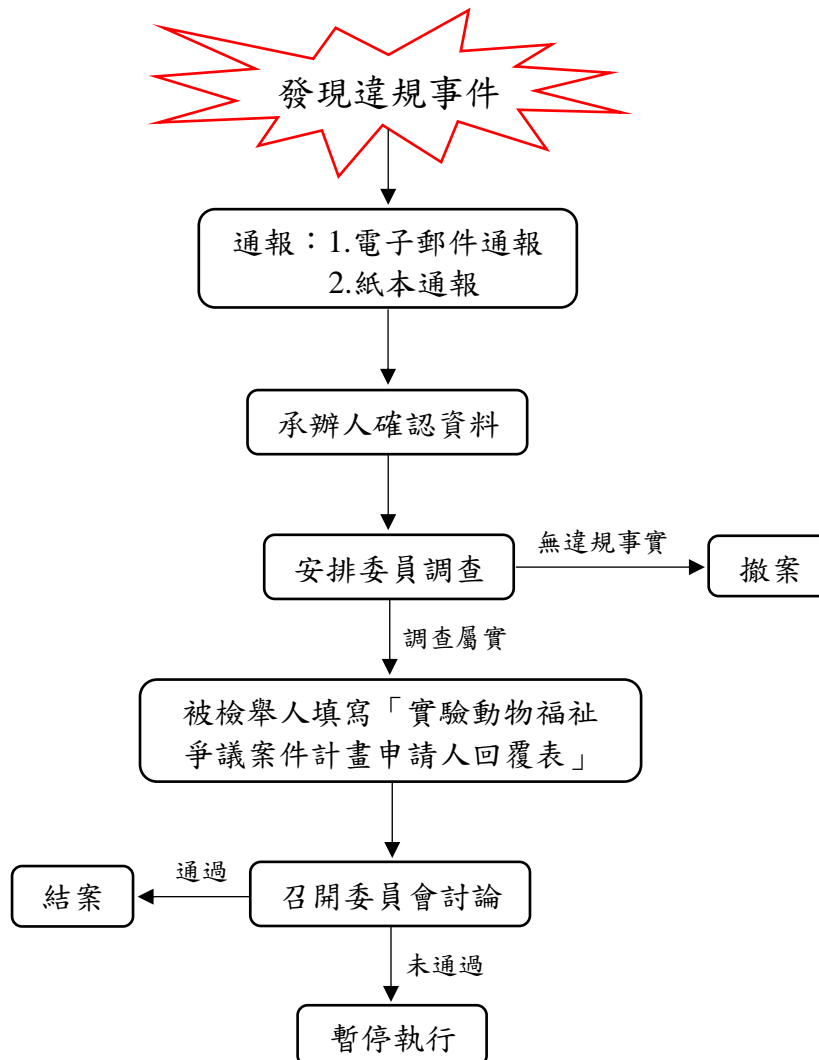 發現違規事件
通報：1.電子郵件通報
2.紙本通報
承辦人確認資料
安排委員調查
無違規事實
撤案
調查屬實
被檢舉人填寫「實驗動物福祉
爭議案件計畫申請人回覆表」
召開委員會討論
通過
結案
未通過
暫停執行